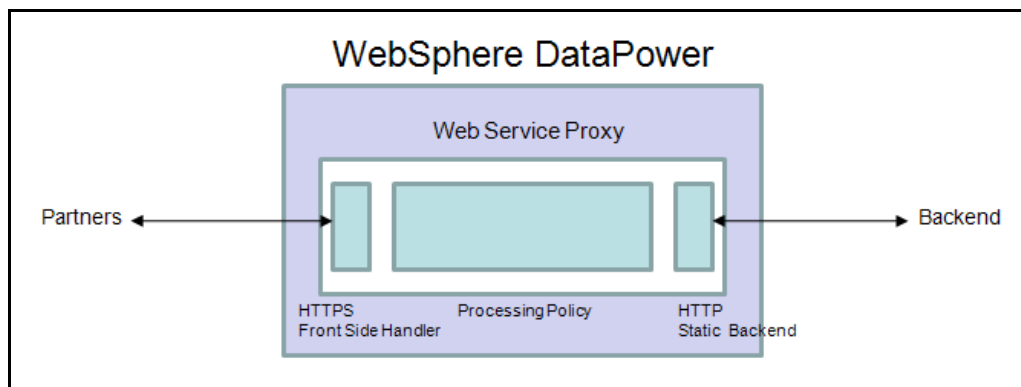 WebSphere DataPower
Web Service Proxy
Partners
Backend
HTTPS
Front Side Handler
Processing Policy
HTTP
Static Backend